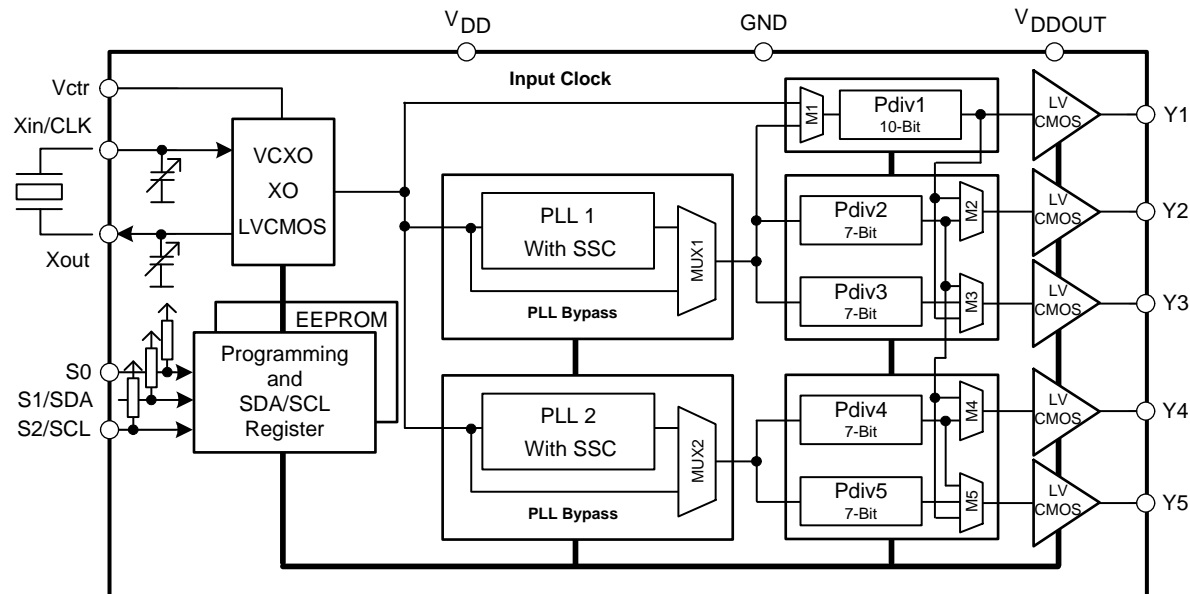 VDD
GND
VDDOUT
Input Clock
Vctr
Xin/CLK
Xout
VCXO
XO
LVCMOS
M1
Pdiv1
10-Bit
LV
CMOS
Y1
PLL 1
With SSC
MUX1
PLL Bypass
Pdiv2
7-Bit
M2
LV
CMOS
Y2
Pdiv3
7-Bit
M3
LV
CMOS
Y3
EEPROM
Programming
and
SDA/SCL
Register
S0
S1/SDA
S2/SCL
PLL 2
With SSC
MUX2
PLL Bypass
Pdiv4
7-Bit
M4
LV
CMOS
Y4
Pdiv5
7-Bit
M5
LV
CMOS
Y5